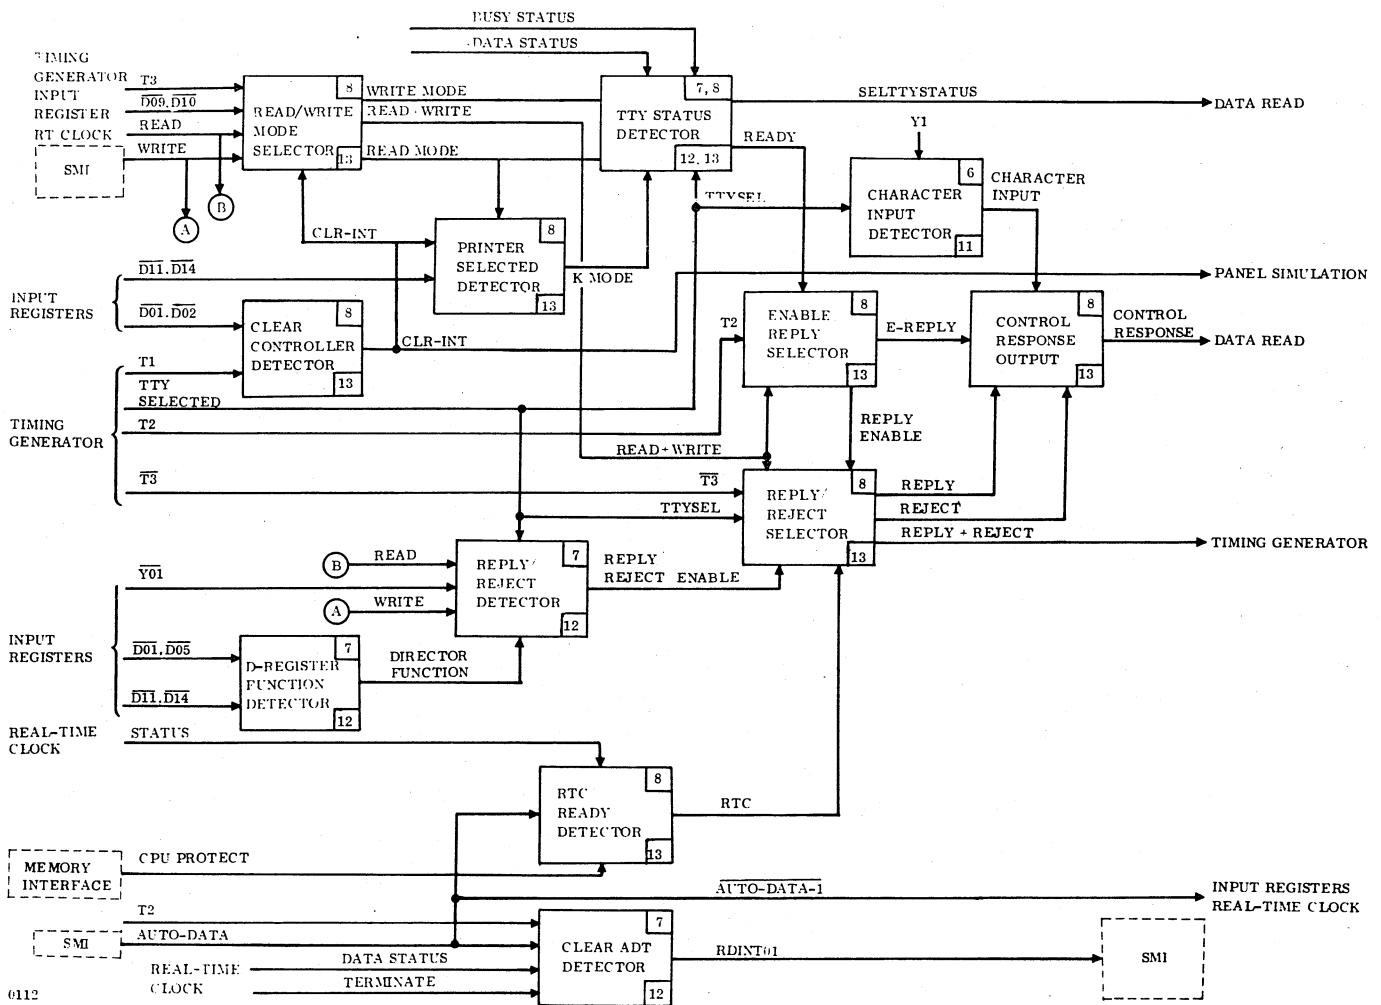 BUSY STATUS
DATA STATUS
TIMING
GENERATOR
INPUT
REGISTER
RT CLOCK
SMI
T3
D09,D10
READ
WRITE
A
B
8
READ/WRITE
MODE
SELECTOR
13
WRITE MODE
READ · WRITE
READ MODE
7,8
TTY STATUS
DETECTOR
12,13
SELTTYSTATUS
DATA READ
READY
Y1
TTYSEL
6
CHARACTER
INPUT
DETECTOR
11
CHARACTER
INPUT
CLR-INT
8
PRINTER
SELECTED
DETECTOR
13
K MODE
PANEL SIMULATION
INPUT
REGISTERS
D11,D14
D01,D02
8
CLEAR
CONTROLLER
DETECTOR
13
CLR-INT
T2
8
ENABLE
REPLY
SELECTOR
13
E-REPLY
8
CONTROL
RESPONSE
OUTPUT
13
CONTROL
RESPONSE
DATA READ
TIMING
GENERATOR
T1
TTY
SELECTED
T2
T3
REPLY
ENABLE
READ+WRITE
T3
TTYSEL
8
REPLY/
REJECT
SELECTOR
13
REPLY
REJECT
REPLY + REJECT
TIMING GENERATOR
B
READ
Y01
A
WRITE
7
REPLY/
REJECT
DETECTOR
12
REPLY
REJECT ENABLE
INPUT
REGISTERS
D01,D05
D11,D14
7
D-REGISTER
FUNCTION
DETECTOR
12
DIRECTOR
FUNCTION
REAL-TIME
CLOCK
STATUS
8
RTC
READY
DETECTOR
13
RTC
MEMORY
INTERFACE
CPU PROTECT
AUTO-DATA-1
INPUT REGISTERS
REAL-TIME CLOCK
T2
SMI
AUTO-DATA
REAL-TIME
CLOCK
DATA STATUS
TERMINATE
7
CLEAR ADT
DETECTOR
12
RDINT01
SMI
0112